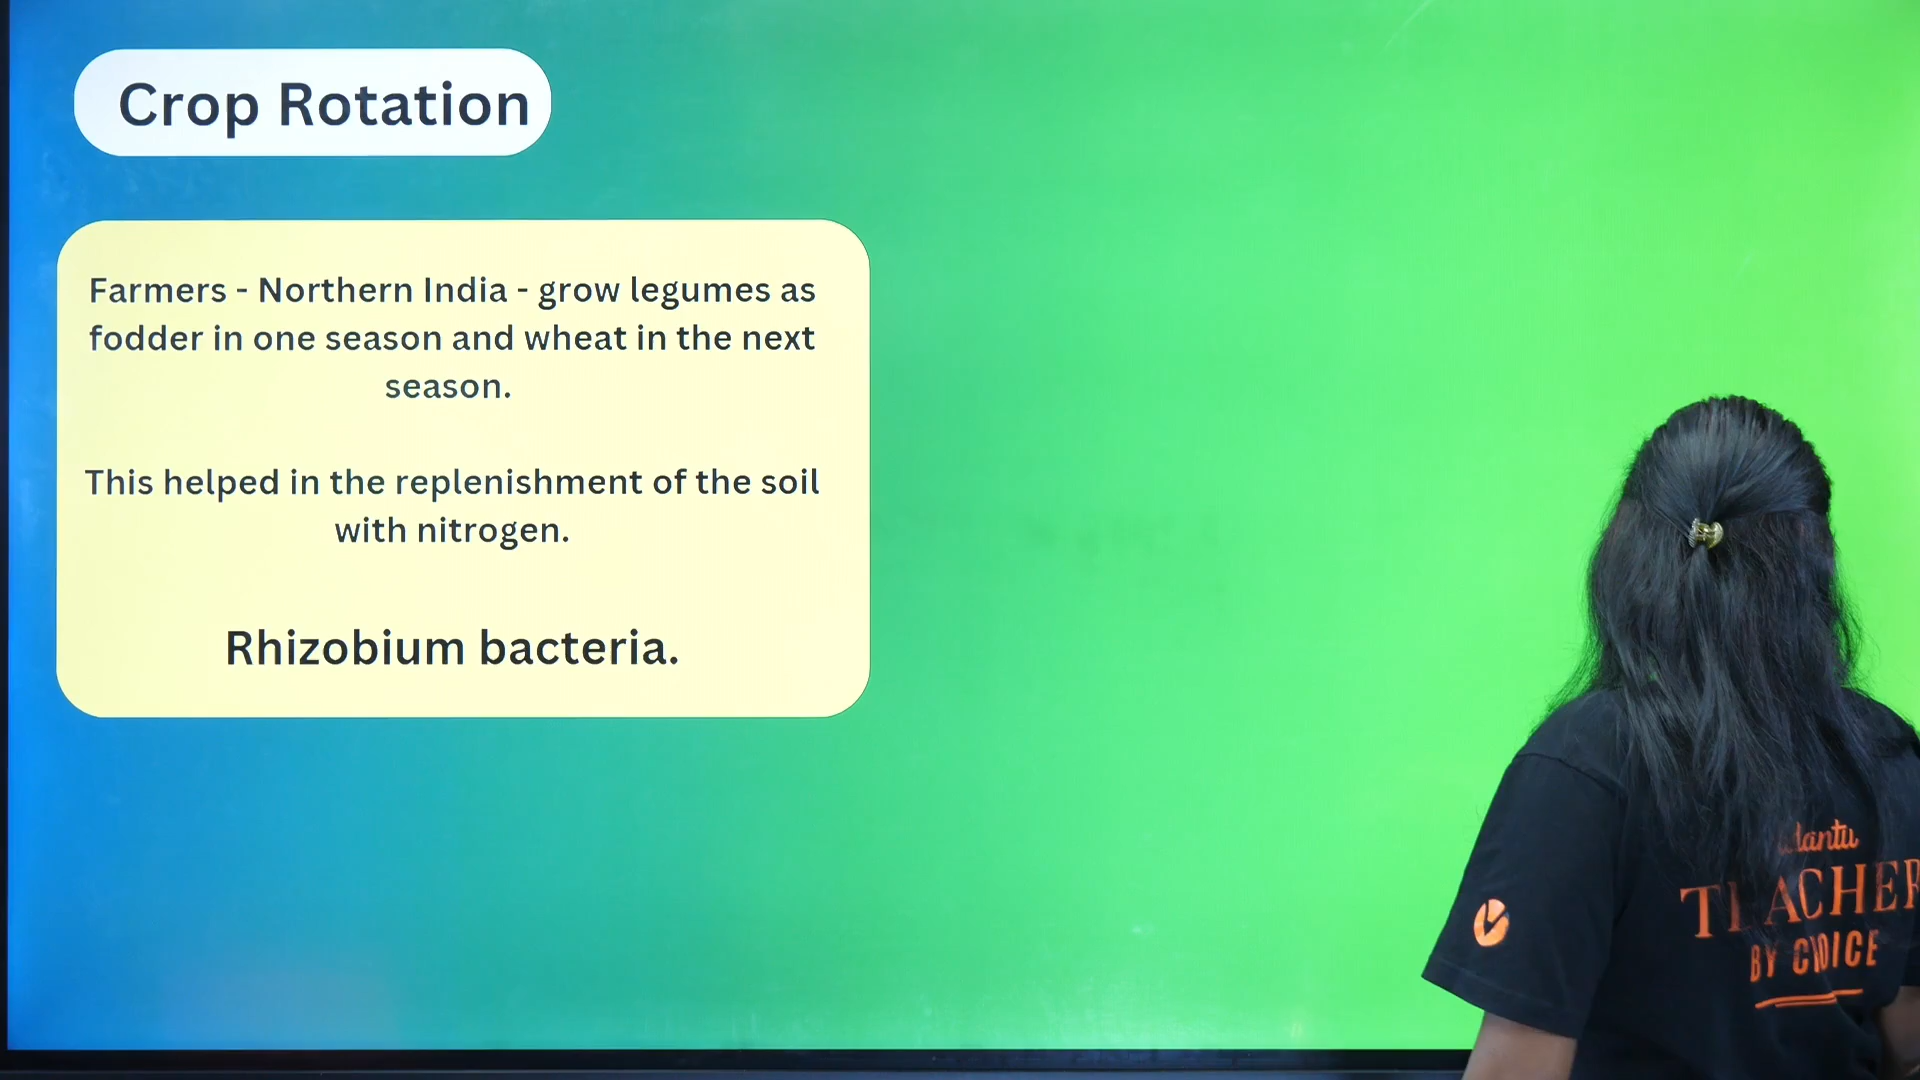 Crop Rotation
Farmers - Northern India - grow legumes as
fodder in one season and wheat in the next
season.
This helped in the replenishment of the soil
with nitrogen.
Rhizobium bacteria.
TEACHER
BY CHOICE